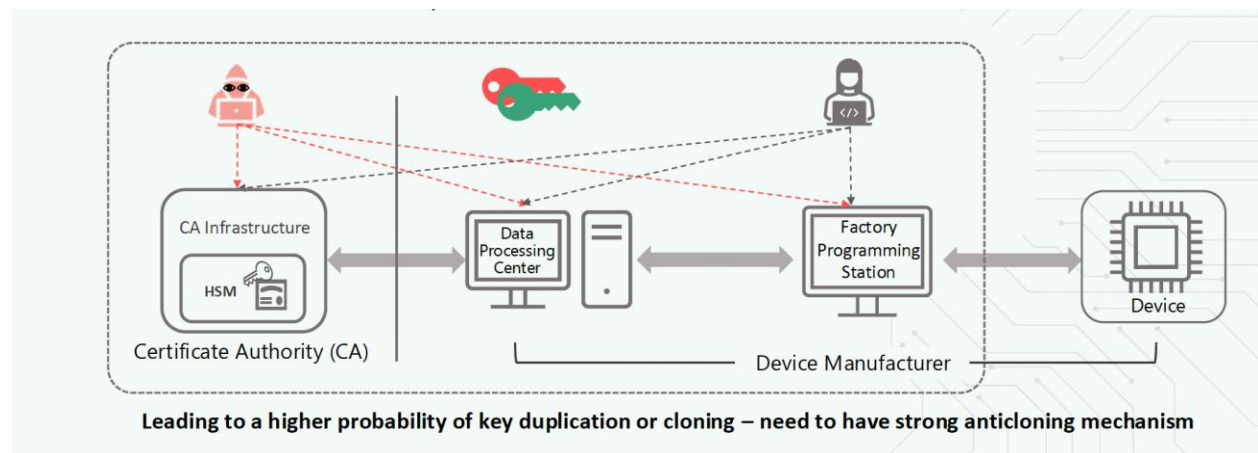 </>
CA Infrastructure
HSM
Certificate Authority (CA)
Data
Processing
Center
Factory
Programming
Station
Device
Device Manufacturer
Leading to a higher probability of key duplication or cloning – need to have strong anticloning mechanism